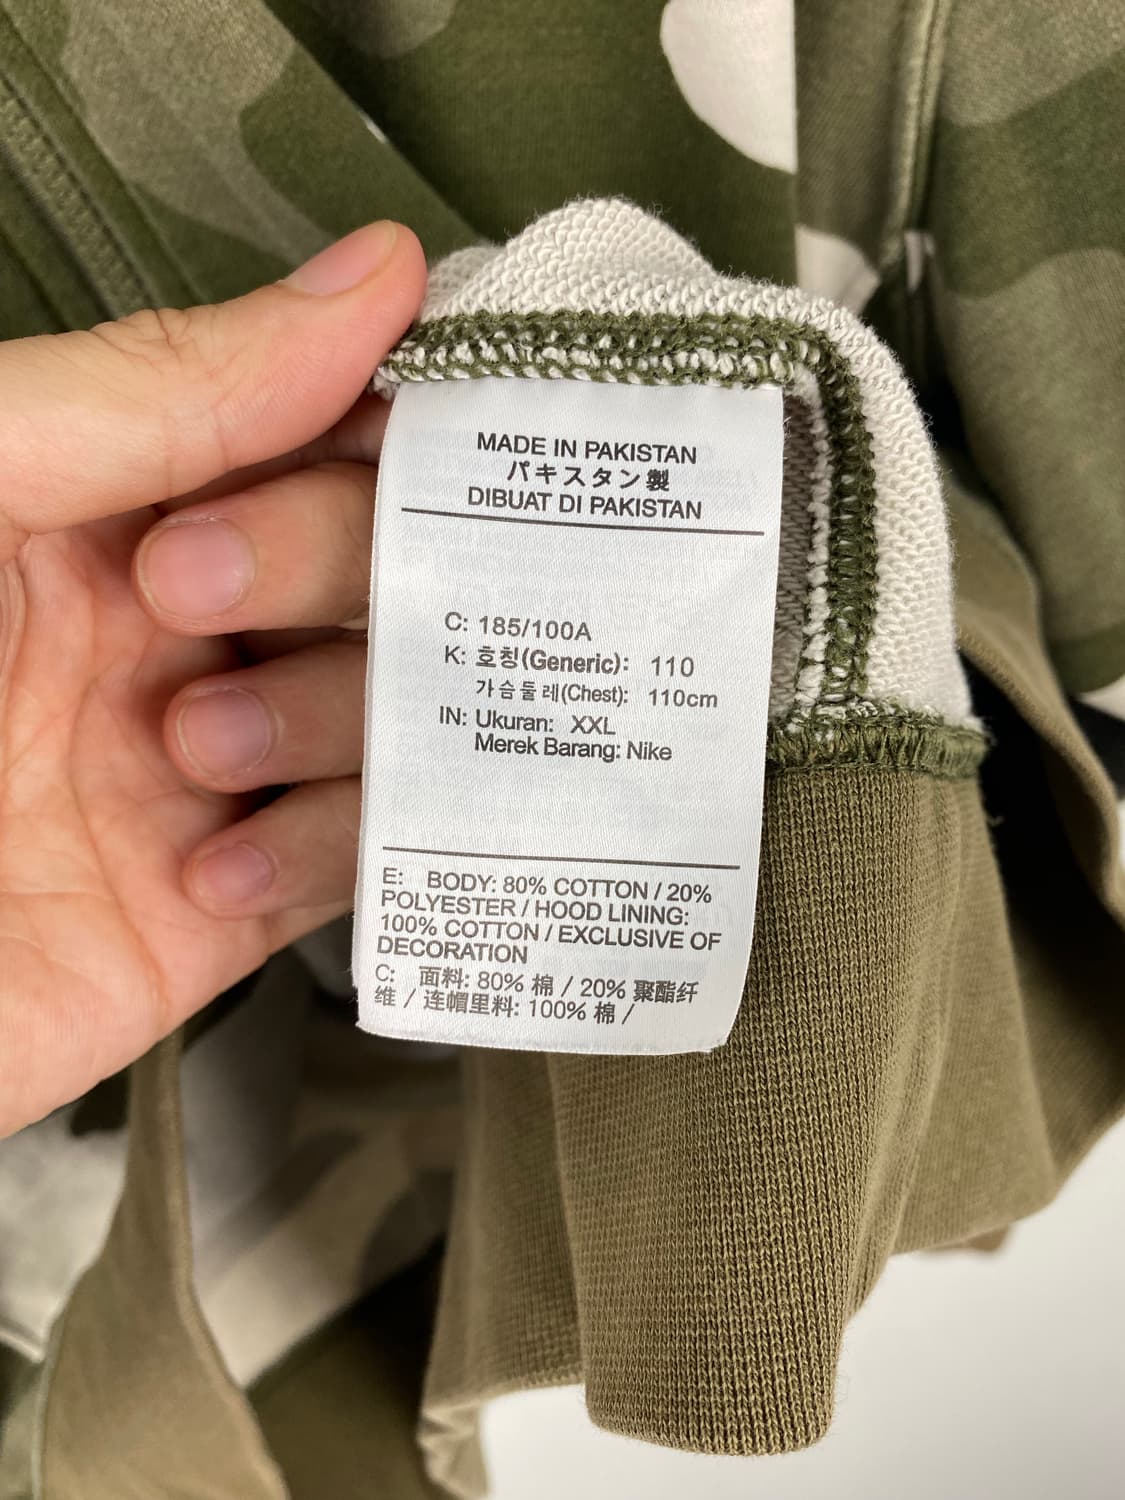 MADE IN PAKISTAN
パキスタン製
DIBUAT DI PAKISTAN
C: 185/100A
K: 호칭(Generic): 110
가슴둘레(Chest): 110cm
IN: Ukuran: XXL
Merek Barang: Nike
E: BODY: 80% COTTON / 20%
POLYESTER / HOOD LINING:
100% COTTON / EXCLUSIVE OF
DECORATION
C: 面料: 80% 棉 / 20% 聚酯纤
维 / 连帽里料: 100% 棉 /